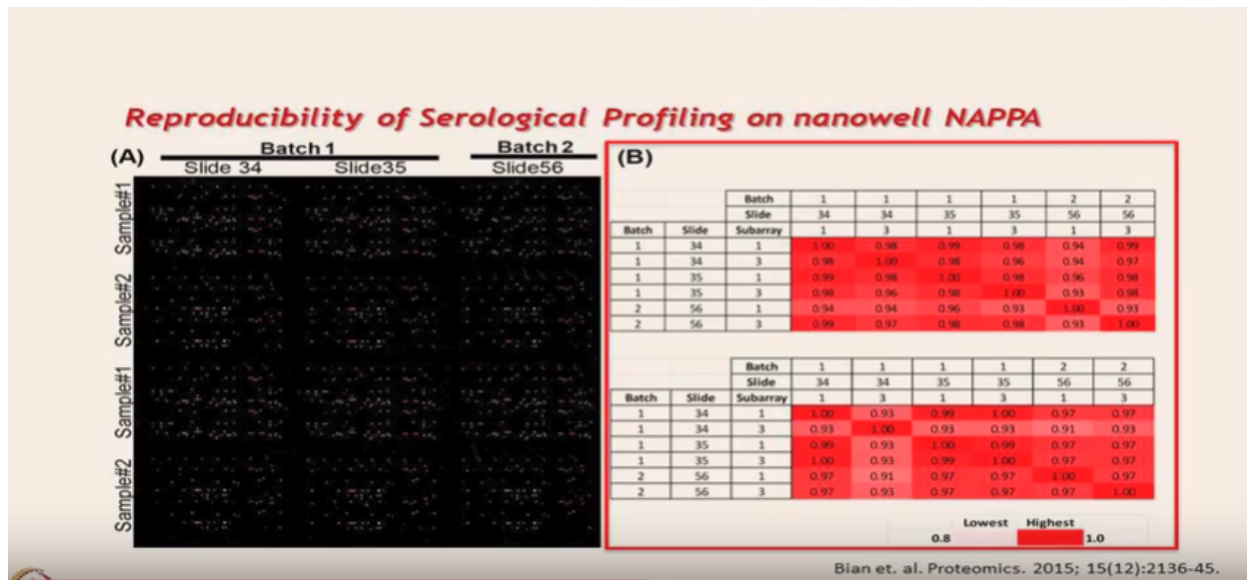 Reproducibility of Serological Profiling on nanowell NAPPA
(A)
Batch 1 Batch 2
Slide 34 Slide35 Slide56
Sample#1
Sample#2
Sample#1
Sample#2
(B)
Batch 1 1 1 1 2 2
Slide 34 34 35 35 56 56
Batch Slide Subarray 1 3 1 3 1 3
1 34 1 1.00 0.98 0.99 0.98 0.94 0.99
1 34 3 0.98 1.00 0.98 0.96 0.94 0.97
1 35 1 0.99 0.98 1.00 0.98 0.96 0.98
1 35 3 0.98 0.96 0.98 1.00 0.93 0.98
2 56 1 0.94 0.94 0.96 0.93 1.00 0.93
2 56 3 0.99 0.97 0.98 0.98 0.93 1.00
Batch 1 1 1 1 2 2
Slide 34 34 35 35 56 56
Batch Slide Subarray 1 3 1 3 1 3
1 34 1 1.00 0.93 0.99 1.00 0.97 0.97
1 34 3 0.93 1.00 0.93 0.93 0.91 0.93
1 35 1 0.99 0.93 1.00 0.99 0.97 0.97
1 35 3 1.00 0.93 0.99 1.00 0.97 0.97
2 56 1 0.97 0.91 0.97 0.97 1.00 0.97
2 56 3 0.97 0.93 0.97 0.97 0.97 1.00
Lowest Highest
0.8 1.0
Bian et. al. Proteomics. 2015; 15(12):2136-45.